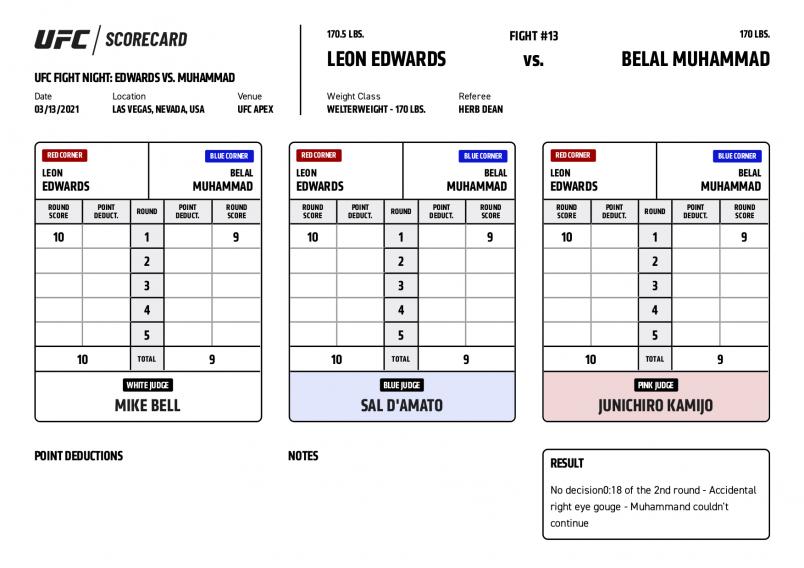 UFC / SCORECARD
UFC FIGHT NIGHT: EDWARDS VS. MUHAMMAD
Date Location Venue
03/13/2021 LAS VEGAS, NEVADA, USA UFC APEX
170.5 LBS. FIGHT #13 170 LBS.
LEON EDWARDS vs. BELAL MUHAMMAD
Weight Class Referee
WELTERWEIGHT - 170 LBS. HERB DEAN
RED CORNER BLUE CORNER
LEON BELAL
EDWARDS MUHAMMAD
ROUND SCORE POINT DEDUCT. ROUND POINT DEDUCT. ROUND SCORE
10 1 9
2
3
4
5
10 TOTAL 9
WHITE JUDGE
MIKE BELL
RED CORNER BLUE CORNER
LEON BELAL
EDWARDS MUHAMMAD
ROUND SCORE POINT DEDUCT. ROUND POINT DEDUCT. ROUND SCORE
10 1 9
2
3
4
5
10 TOTAL 9
BLUE JUDGE
SAL D'AMATO
RED CORNER BLUE CORNER
LEON BELAL
EDWARDS MUHAMMAD
ROUND SCORE POINT DEDUCT. ROUND POINT DEDUCT. ROUND SCORE
10 1 9
2
3
4
5
10 TOTAL 9
PINK JUDGE
JUNICHIRO KAMIJO
POINT DEDUCTIONS
NOTES
RESULT
No decision0:18 of the 2nd round - Accidental
right eye gouge - Muhammand couldn't
continue